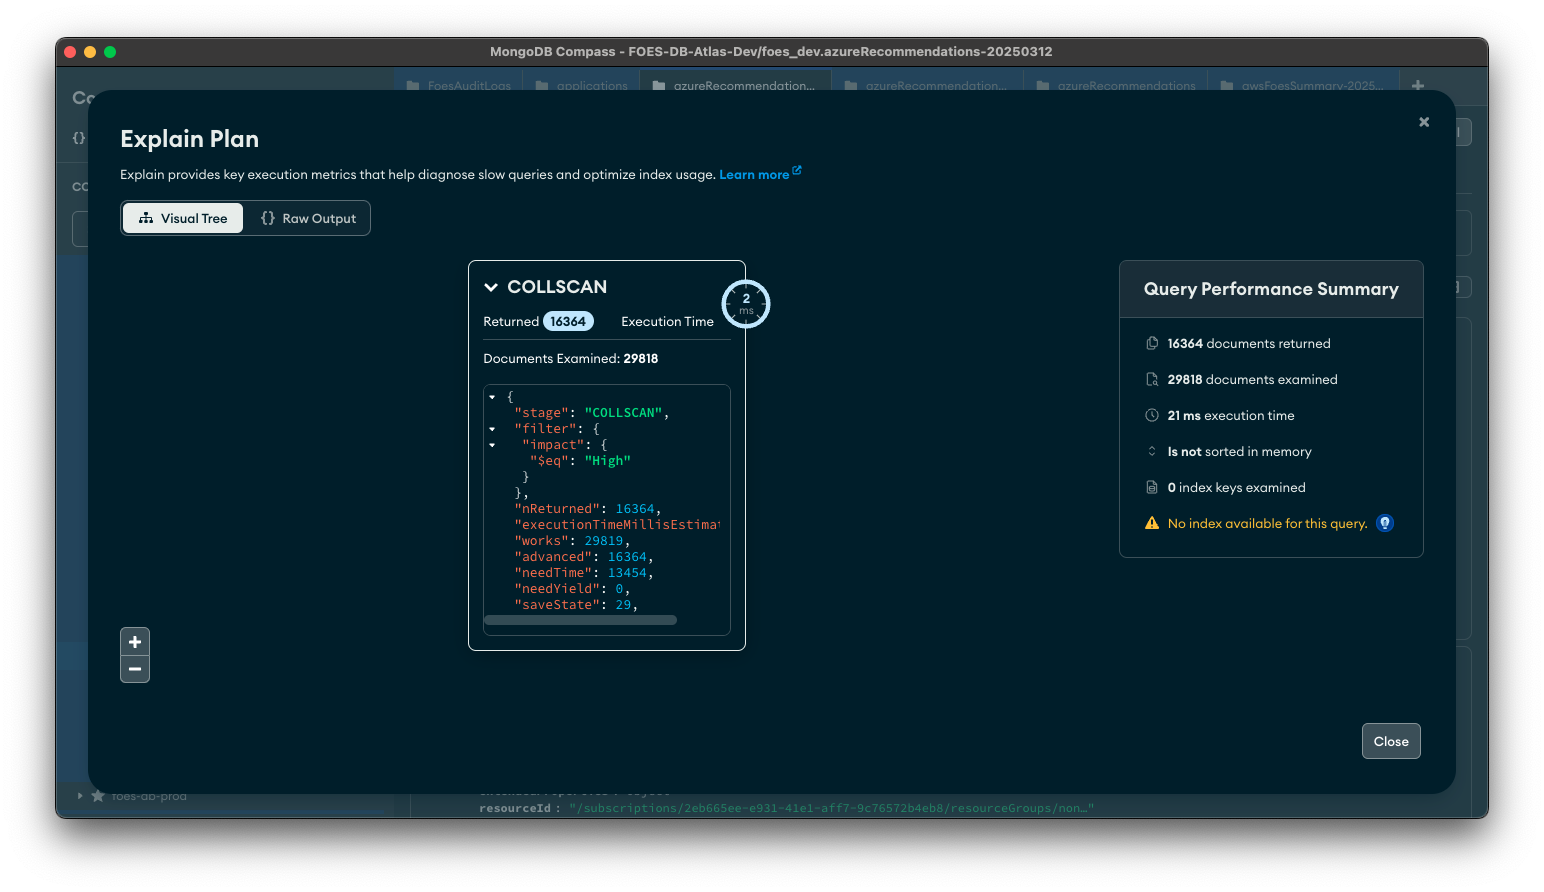 MongoDB Compass - FOES-DB-Atlas-Dev/foes_dev.azureRecommendations-20250312
FoesAuditLogs
applications
azureRecommendation...
azureRecommendation...
azureRecommendations
awsFoesSummary-2025...
Explain Plan
Explain provides key execution metrics that help diagnose slow queries and optimize index usage. Learn more
Visual Tree
{} Raw Output
COLLSCAN
2
ms
Returned 16364 Execution Time
Documents Examined: 29818
{
"stage": "COLLSCAN",
"filter": {
"impact": {
"$eq": "High"
}
},
"nReturned": 16364,
"executionTimeMillisEstimat
"works": 29819,
"advanced": 16364,
"needTime": 13454,
"needYield": 0,
"saveState": 29,
Query Performance Summary
16364 documents returned
29818 documents examined
21 ms execution time
Is not sorted in memory
0 index keys examined
No index available for this query.
Close
foes-db-prod
resourceId : "/subscriptions/2eb665ee-e931-41e1-aff7-9c76572b4eb8/resourceGroups/non…"